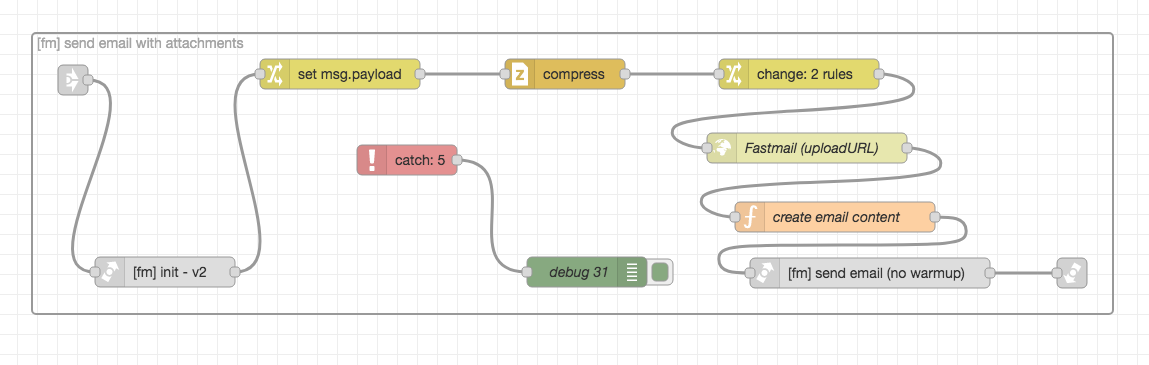 [fm] send email with attachments
set msg.payload
compress
change: 2 rules
Fastmail (uploadURL)
catch: 5
create email content
[fm] init - v2
debug 31
[fm] send email (no warmup)